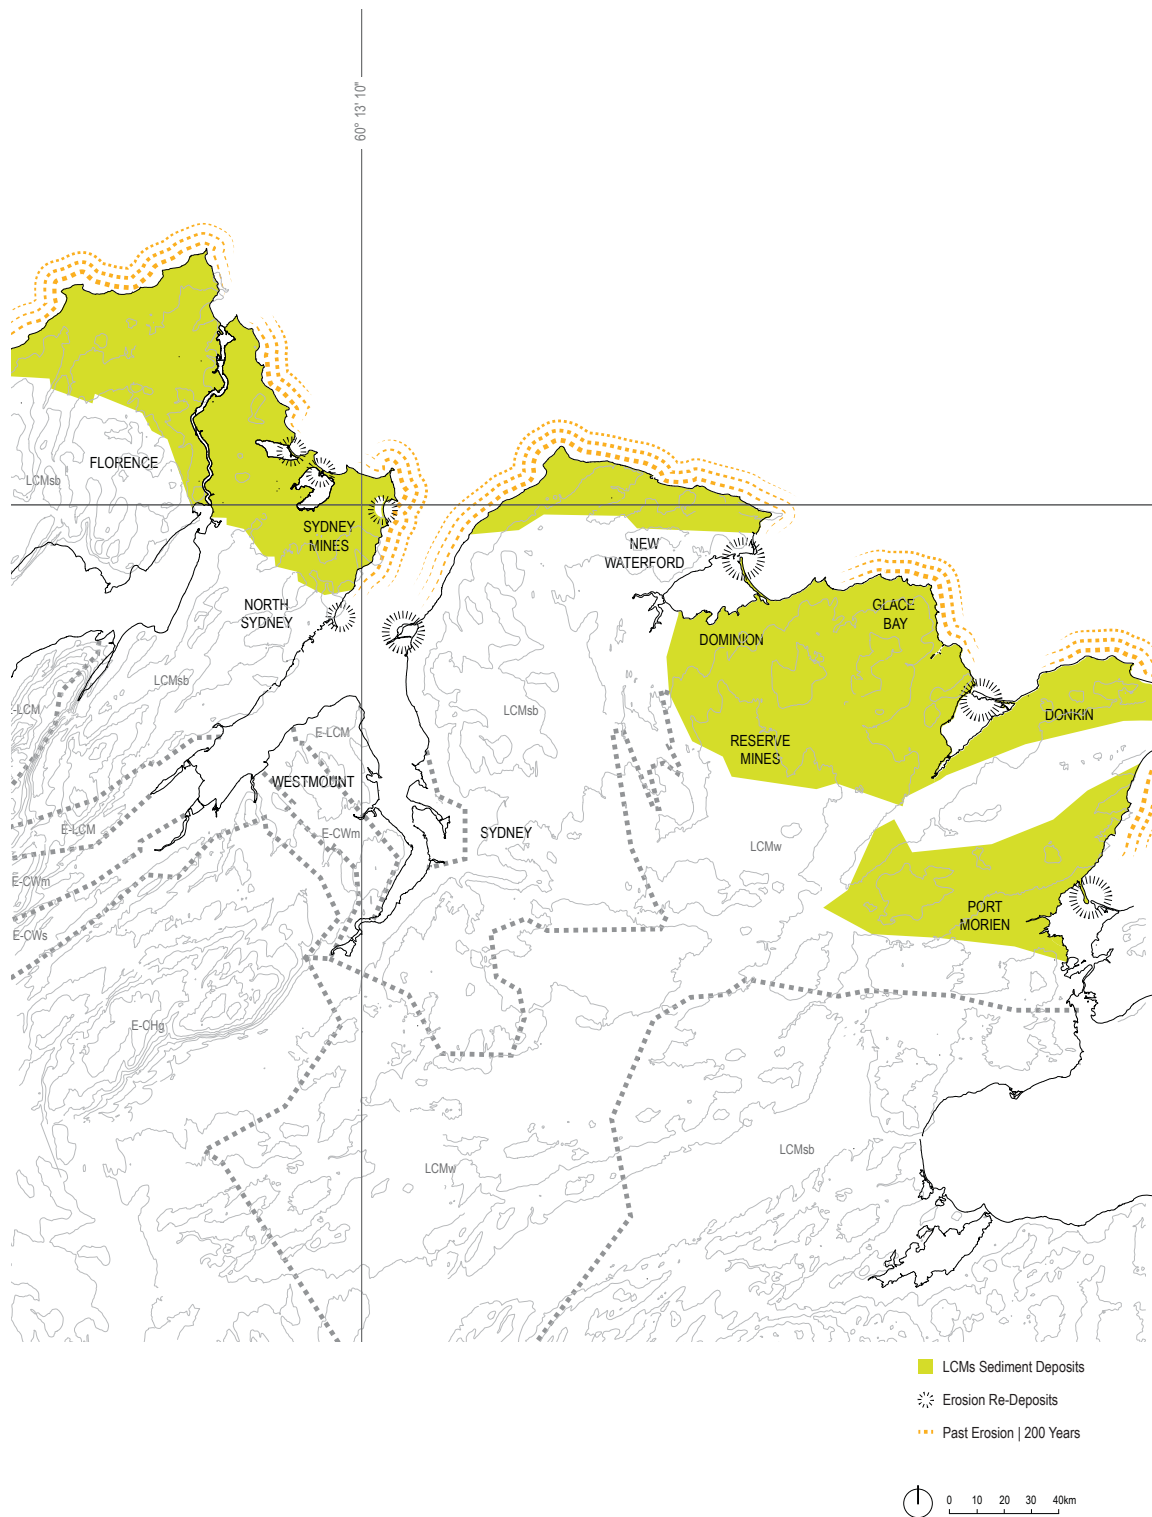 60° 13' 10"
FLORENCE
LCMsb
SYDNEY
MINES
NEW
WATERFORD
NORTH
SYDNEY
GLACE
BAY
DOMINION
LCMsb
E-LCM
LCMsb
DONKIN
E-LCM
RESERVE
MINES
WESTMOUNT
E-LCM
E-CWm
SYDNEY
LCMw
E-CWm
PORT
MORIEN
E-CWs
E-CHg
LCMw
LCMsb
LCMs Sediment Deposits
Erosion Re-Deposits
Past Erosion | 200 Years
0 10 20 30 40km